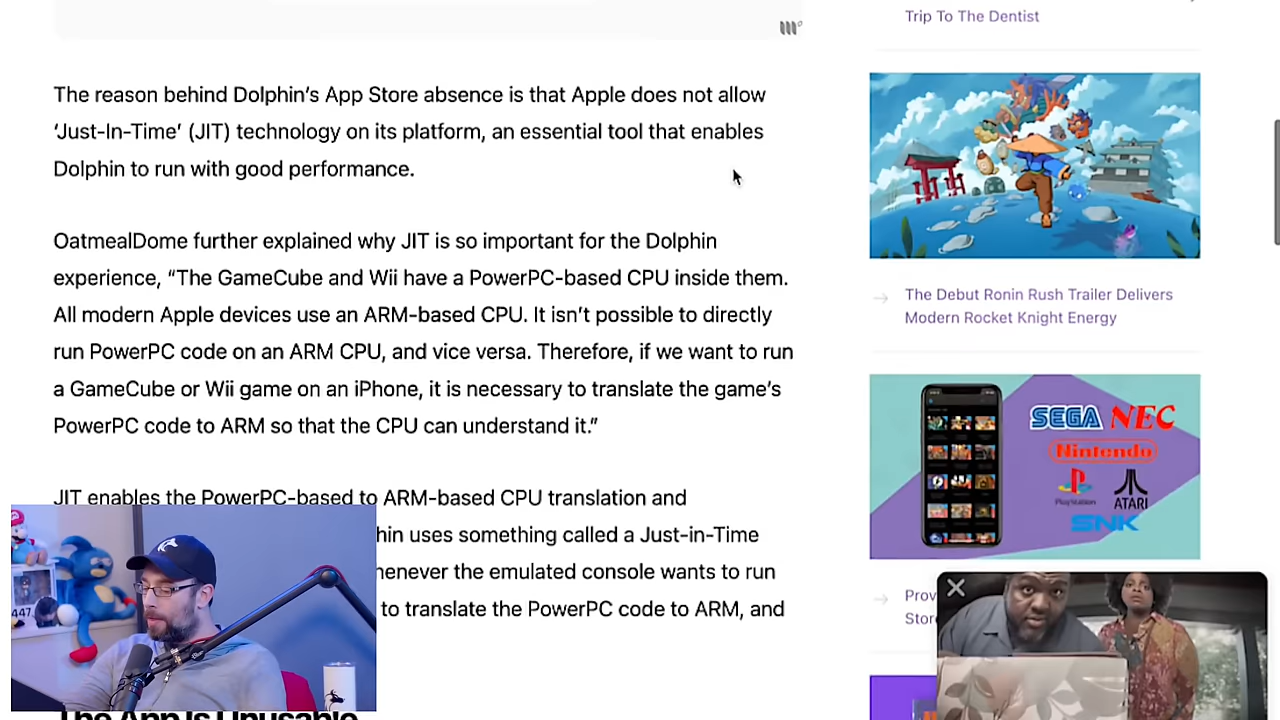 The reason behind Dolphin’s App Store absence is that Apple does not allow
‘Just-In-Time’ (JIT) technology on its platform, an essential tool that enables
Dolphin to run with good performance.
OatmealDome further explained why JIT is so important for the Dolphin
experience, “The GameCube and Wii have a PowerPC-based CPU inside them.
All modern Apple devices use an ARM-based CPU. It isn’t possible to directly
run PowerPC code on an ARM CPU, and vice versa. Therefore, if we want to run
a GameCube or Wii game on an iPhone, it is necessary to translate the game’s
PowerPC code to ARM so that the CPU can understand it.”
JIT enables the PowerPC-based to ARM-based CPU translation and
hin uses something called a Just-in-Time
henever the emulated console wants to run
to translate the PowerPC code to ARM, and
The App Is Unusable
447
Trip To The Dentist
The Debut Ronin Rush Trailer Delivers
Modern Rocket Knight Energy
SEGA NEC
Nintendo
PlayStation ATARI
SNK
Prov
Store